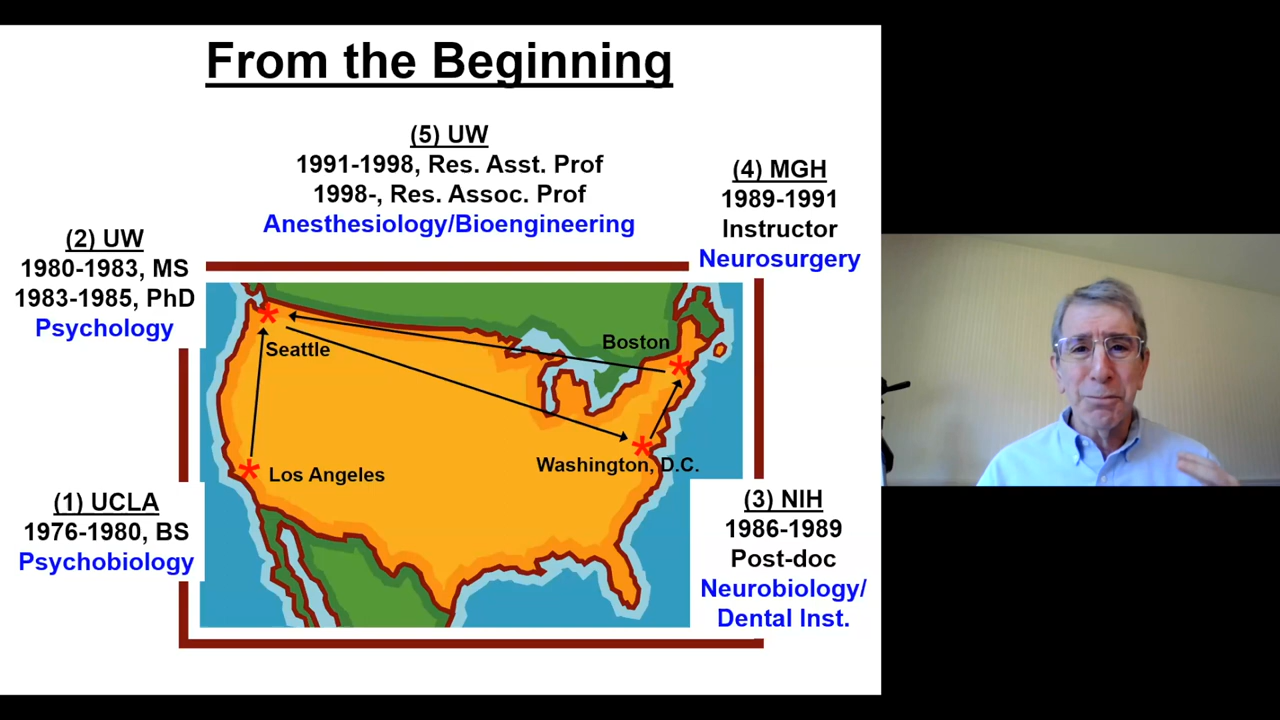 From the Beginning
(5) UW
1991-1998, Res. Asst. Prof
1998-, Res. Assoc. Prof
Anesthesiology/Bioengineering
(4) MGH
1989-1991
Instructor
Neurosurgery
(2) UW
1980-1983, MS
1983-1985, PhD
Psychology
Seattle
Boston
Los Angeles
Washington, D.C.
(1) UCLA
1976-1980, BS
Psychobiology
(3) NIH
1986-1989
Post-doc
Neurobiology/
Dental Inst.